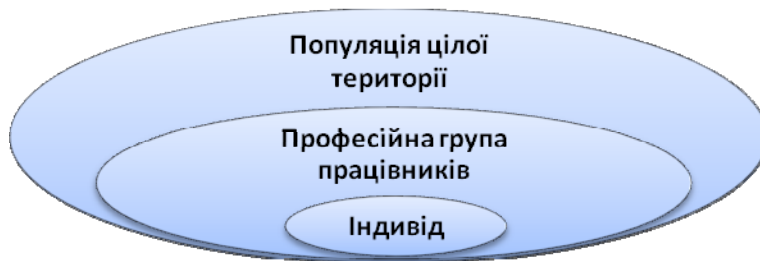 Популяція цілої
території
Професійна група
працівників
Індивід